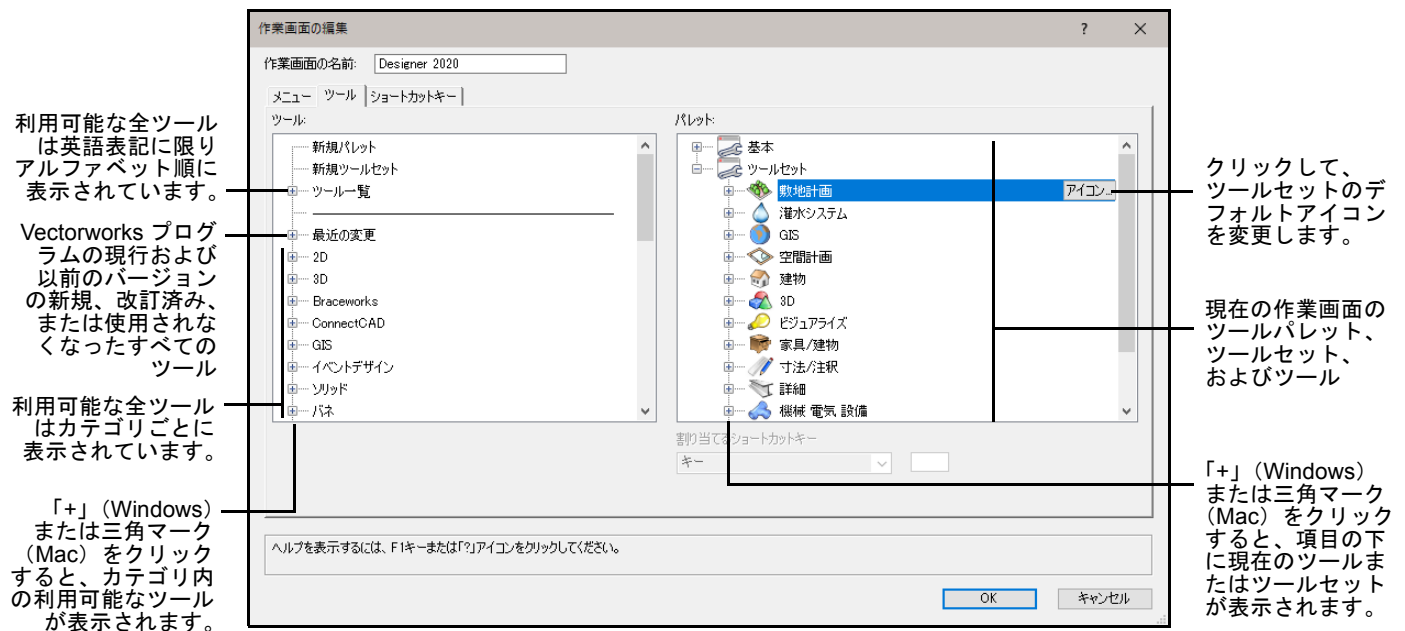 利用可能な全ツール
は英語表記に限り
アルファベット順に
表示されています。
Vectorworks プログ
ラムの現行および
以前のバージョン
の新規、改訂済み、
または使用されな
くなったすべての
ツール
利用可能な全ツール
はカテゴリごとに
表示されています。
「+」（Windows）
または三角マーク
（Mac）をクリック
すると、カテゴリ内
の利用可能なツール
が表示されます。
作業画面の編集
?
作業画面の名前: Designer 2020
メニュー ツール ショートカットキー
ツール:
新規パレット
新規ツールセット
ツール一覧
最近の変更
2D
3D
Braceworks
ConnectCAD
GIS
イベントデザイン
ソリッド
バネ
パレット:
基本
ツールセット
敷地計画 アイコン...
灌水システム
GIS
空間計画
建物
3D
ビジュアライズ
家具/建物
寸法/注釈
詳細
機械 電気 設備
割り当てるショートカットキー
キー
ヘルプを表示するには、F1キーまたは「?」アイコンをクリックしてください。
OK キャンセル
クリックして、
ツールセットのデ
フォルトアイコン
を変更します。
現在の作業画面の
ツールパレット、
ツールセット、
およびツール
「+」（Windows）
または三角マーク
（Mac）をクリック
すると、項目の下
に現在のツールま
たはツールセット
が表示されます。